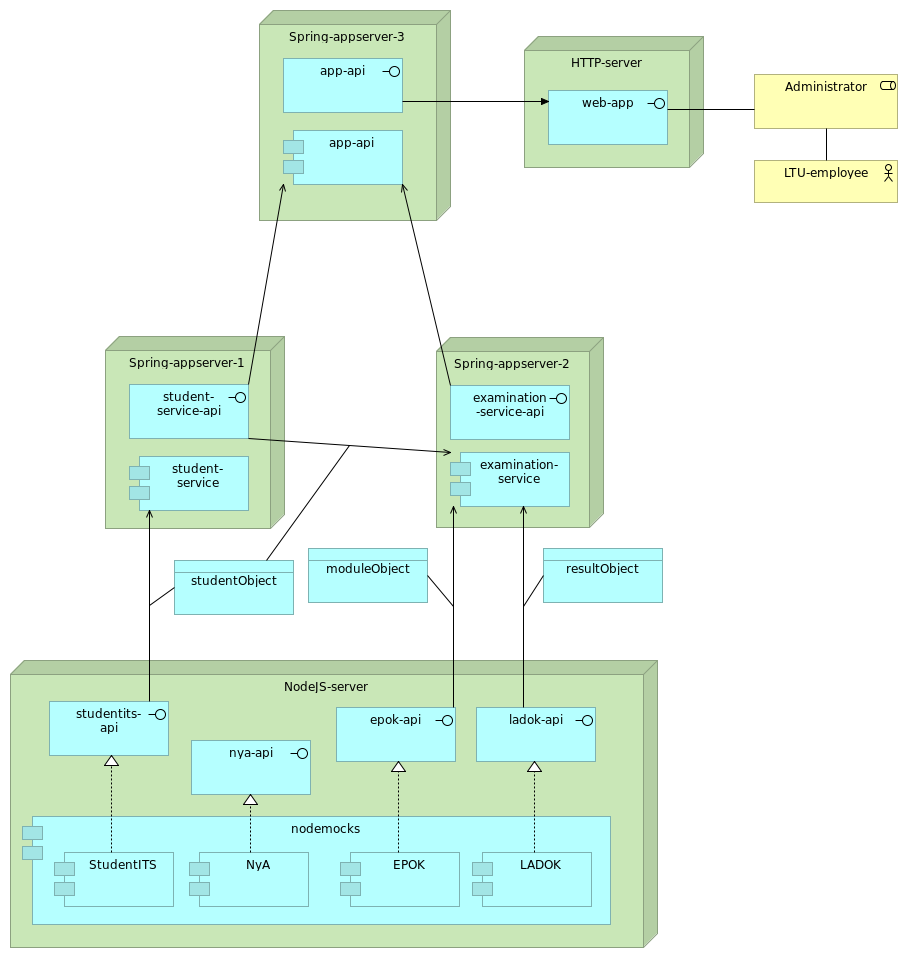 Spring-appserver-3
app-api
app-api
HTTP-server
web-app
Administrator
LTU-employee
Spring-appserver-1
student-
service-api
student-
service
Spring-appserver-2
examination
-service-api
examination-
service
studentObject
moduleObject
resultObject
NodeJS-server
studentits-
api
nya-api
epok-api
ladok-api
nodemocks
StudentITS
NyA
EPOK
LADOK